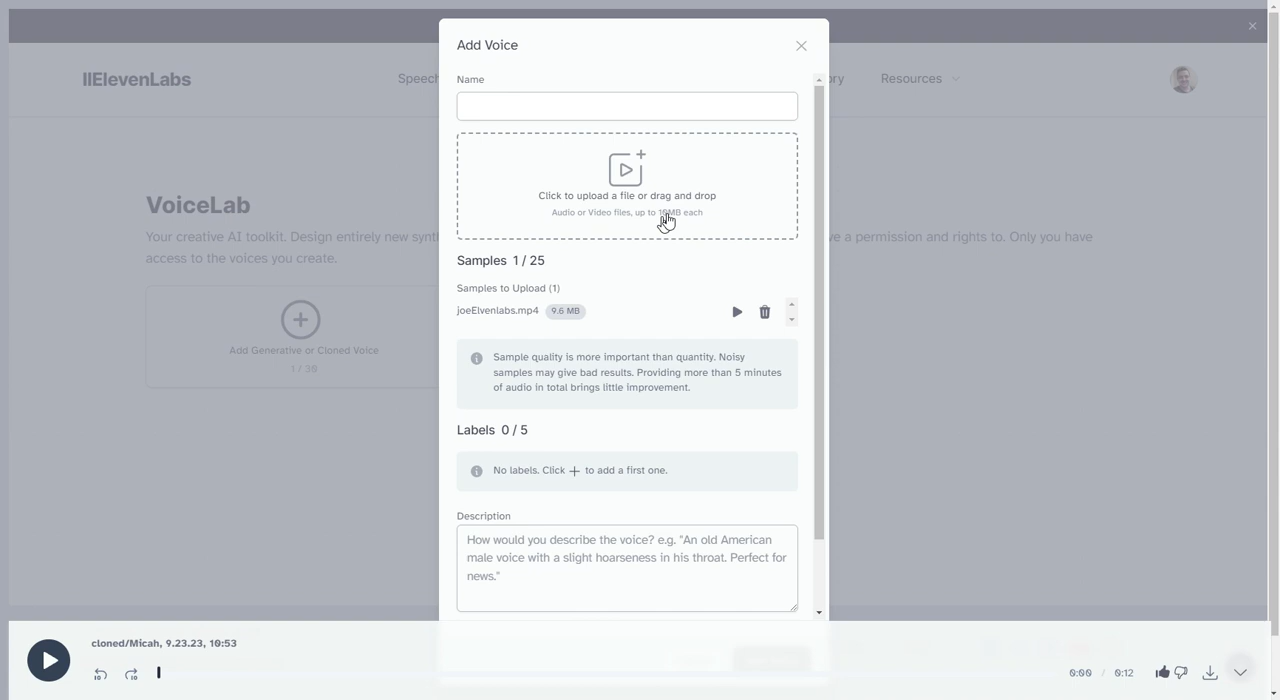 Add Voice
IIElevenLabs
Speech
ory
Resources
Name
Click to upload a file or drag and drop
Audio or Video files, up to 10MB each
VoiceLab
Your creative AI toolkit. Design entirely new synt
e a permission and rights to. Only you have
access to the voices you create.
Samples 1 / 25
Samples to Upload (1)
joeElvenlabs.mp4 9.6 MB
Add Generative or Cloned Voice
1 / 30
Sample quality is more important than quantity. Noisy
samples may give bad results. Providing more than 5 minutes
of audio in total brings little improvement.
Labels 0 / 5
No labels. Click + to add a first one.
Description
How would you describe the voice? e.g. "An old American
male voice with a slight hoarseness in his throat. Perfect for
news."
cloned/Micah, 9.23.23, 10:53
10
10
0:00 / 0:12